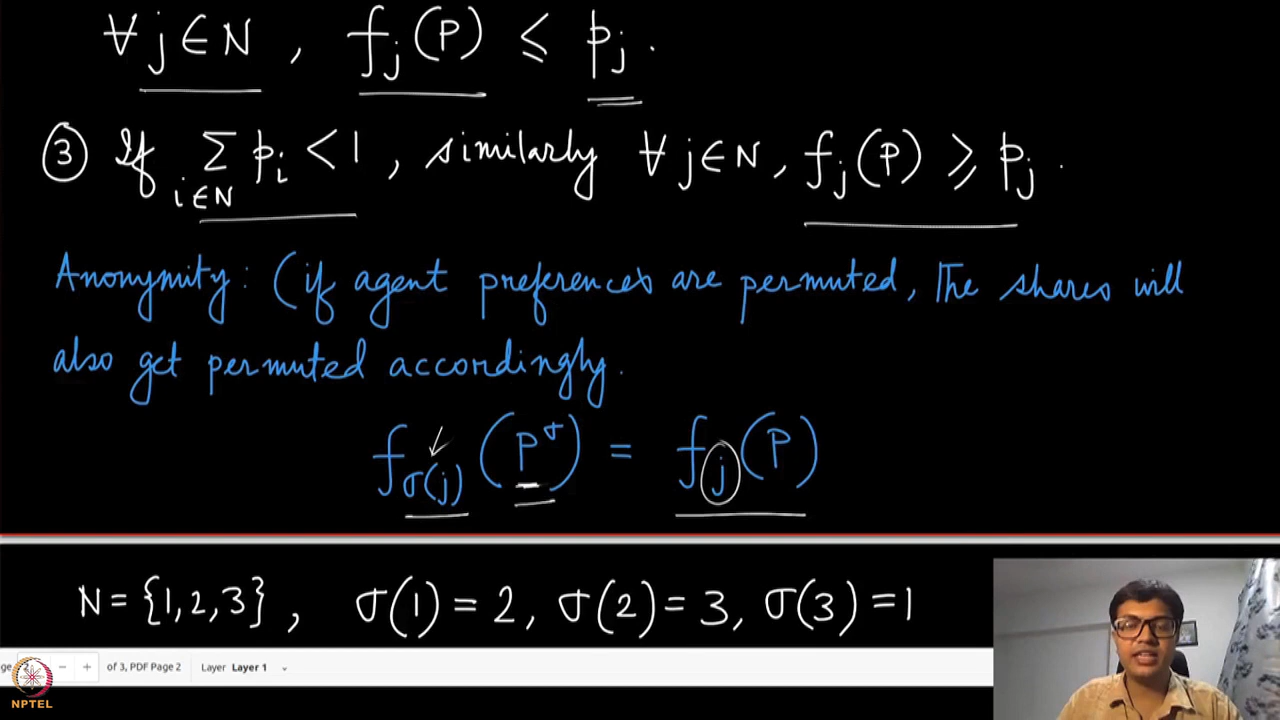 ∀ j ∈ N , f_j(P) ≤ p_j .
③ If Σ_{i∈N} p_i < 1 , similarly ∀ j ∈ N, f_j(P) ≥ p_j .
Anonymity: (if agent preferences are permuted, The shares will
also get permuted accordingly.
f_{σ(j)} (P^σ) = f_j (P)
N = {1,2,3} , σ(1) = 2, σ(2) = 3, σ(3) = 1
of 3, PDF Page 2 Layer Layer 1
NPTEL